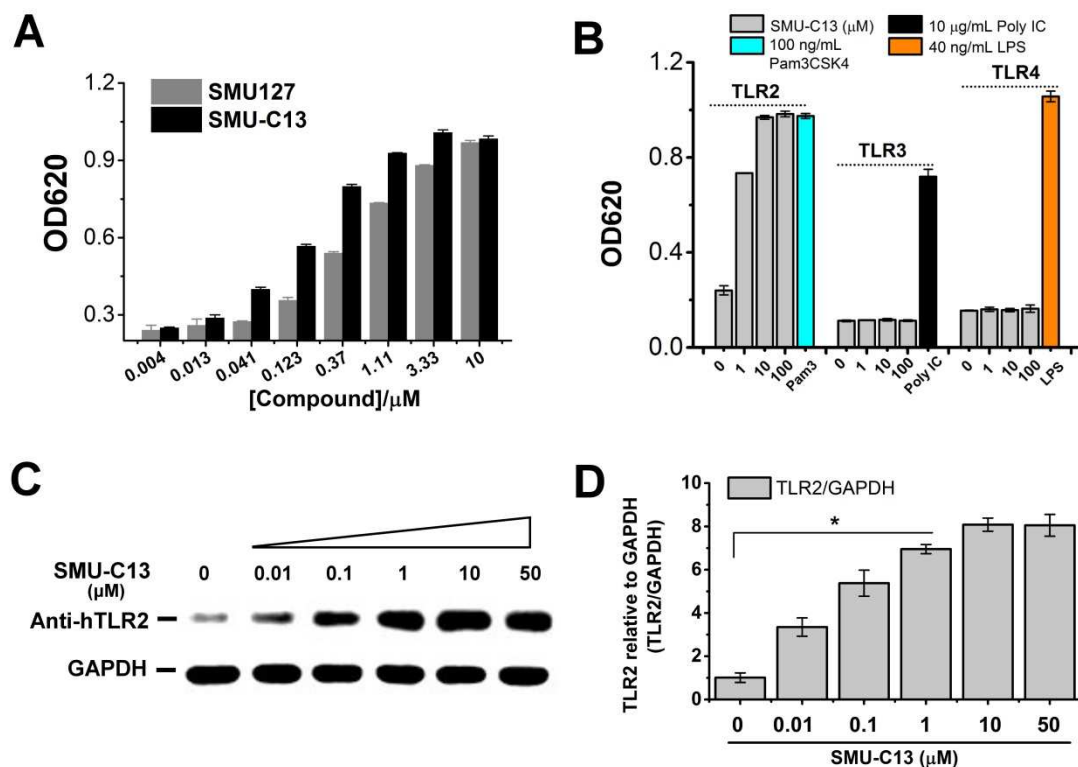 A
SMU127
SMU-C13
OD620
1.2
0.9
0.6
0.3
0.004 0.013 0.041 0.123 0.37 1.11 3.33 10
[Compound]/μM
B
SMU-C13 (μM)
100 ng/mL
Pam3CSK4
10 μg/mL Poly IC
40 ng/mL LPS
TLR2
TLR3
TLR4
OD620
1.2
0.8
0.4
0.0
0 1 10 100 Pam3 0 1 10 100 Poly IC 0 1 10 100 LPS
C
SMU-C13 0 0.01 0.1 1 10 50
(μM)
Anti-hTLR2
GAPDH
D
TLR2/GAPDH
*
TLR2 relative to GAPDH
(TLR2/GAPDH)
10
8
6
4
2
0
0 0.01 0.1 1 10 50
SMU-C13 (μM)